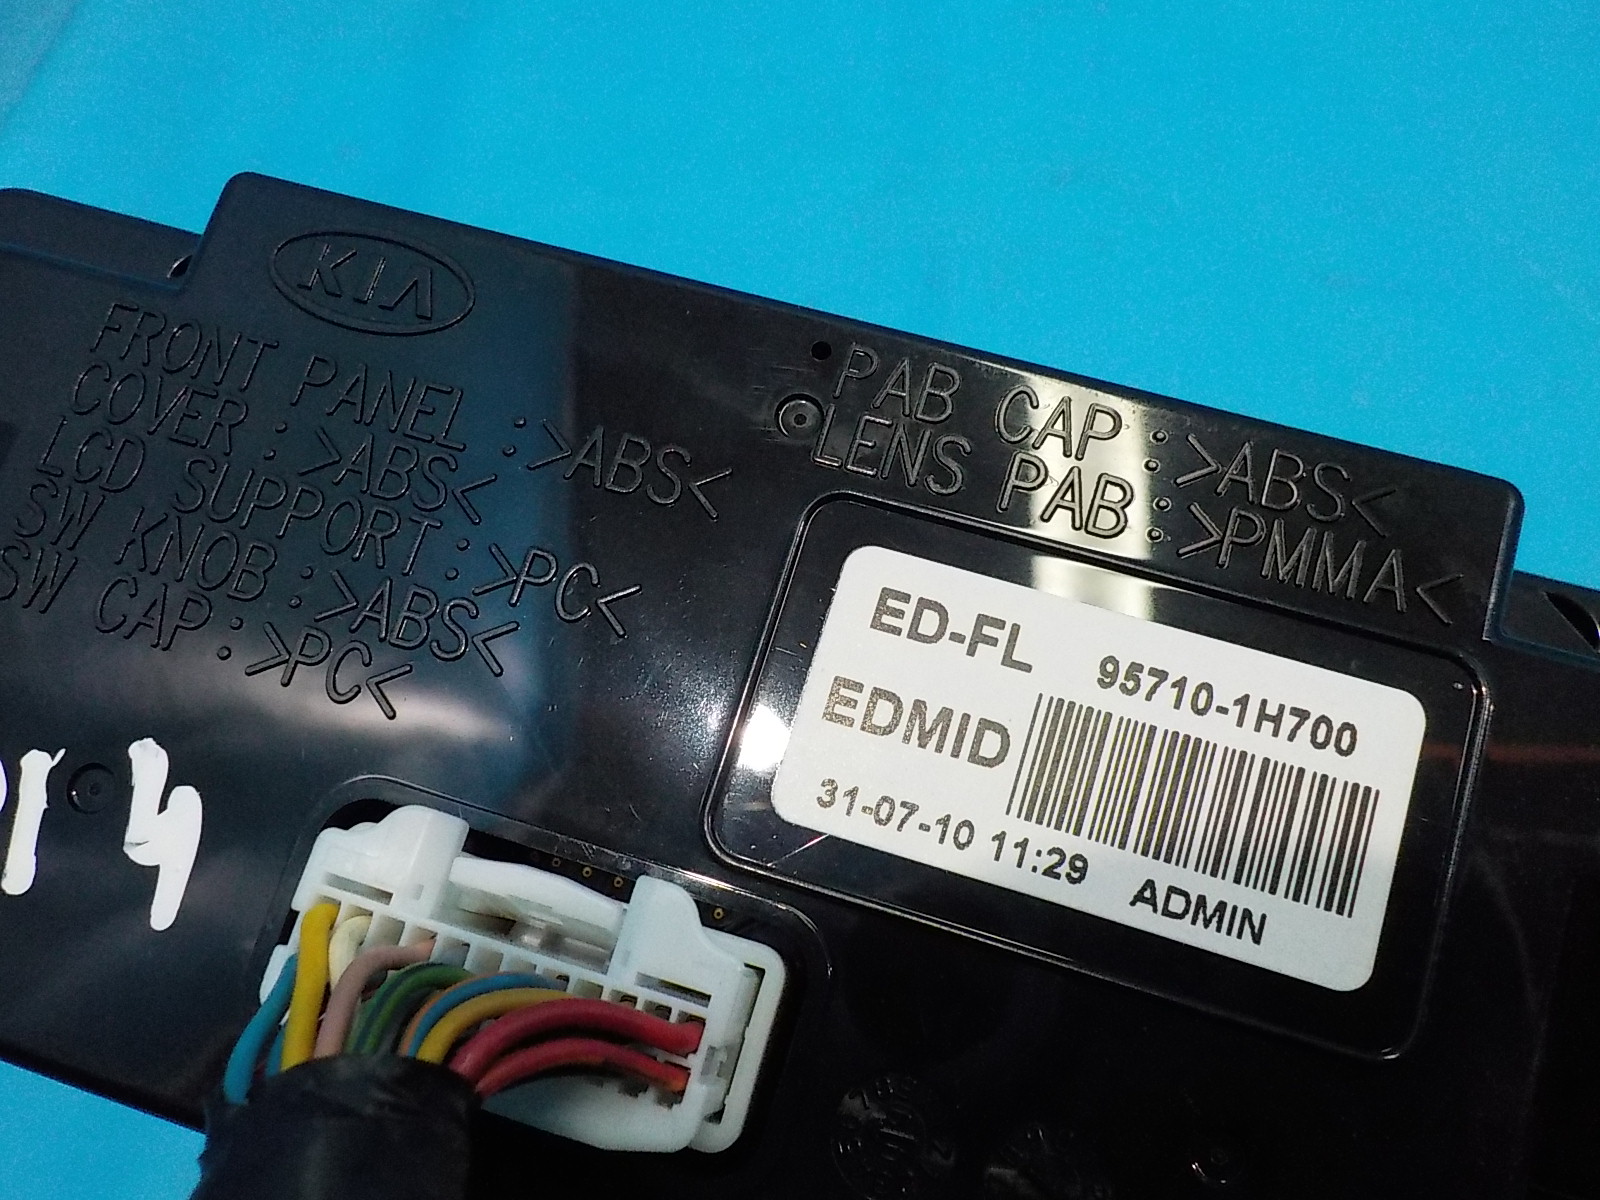 KIA
FRONT PANEL : >ABS<
COVER : >ABS<
LCD SUPPORT : >PC<
SW KNOB : >ABS<
SW CAP : >PC<
PAB CAP : >ABS<
LENS PAB : >PMMA<
ED-FL 95710-1H700
EDMID
31-07-10 11:29 ADMIN